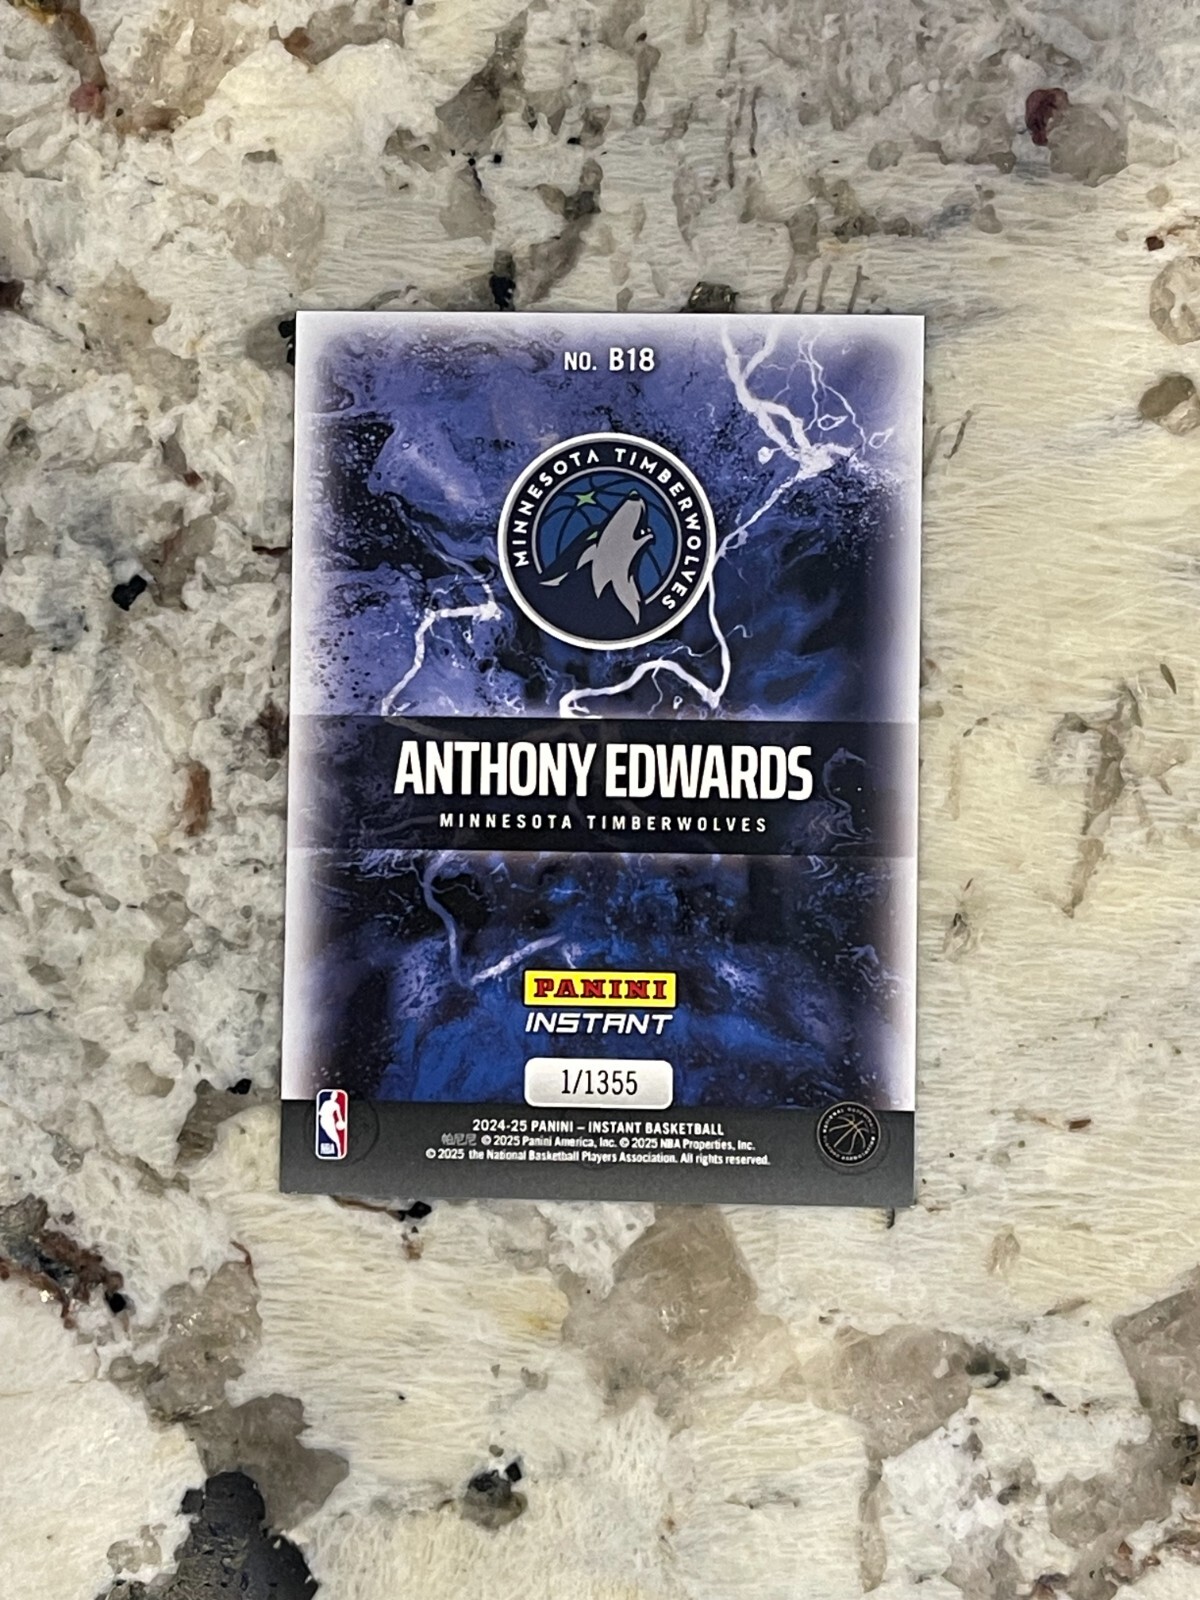 NO. B18
MINNESOTA TIMBERWOLVES
ANTHONY EDWARDS
MINNESOTA TIMBERWOLVES
PANINI
INSTANT
1/1355
NBA
2024-25 PANINI – INSTANT BASKETBALL
帕尼尼 © 2025 Panini America, Inc. © 2025 NBA Properties, Inc.
© 2025 the National Basketball Players Association. All rights reserved.